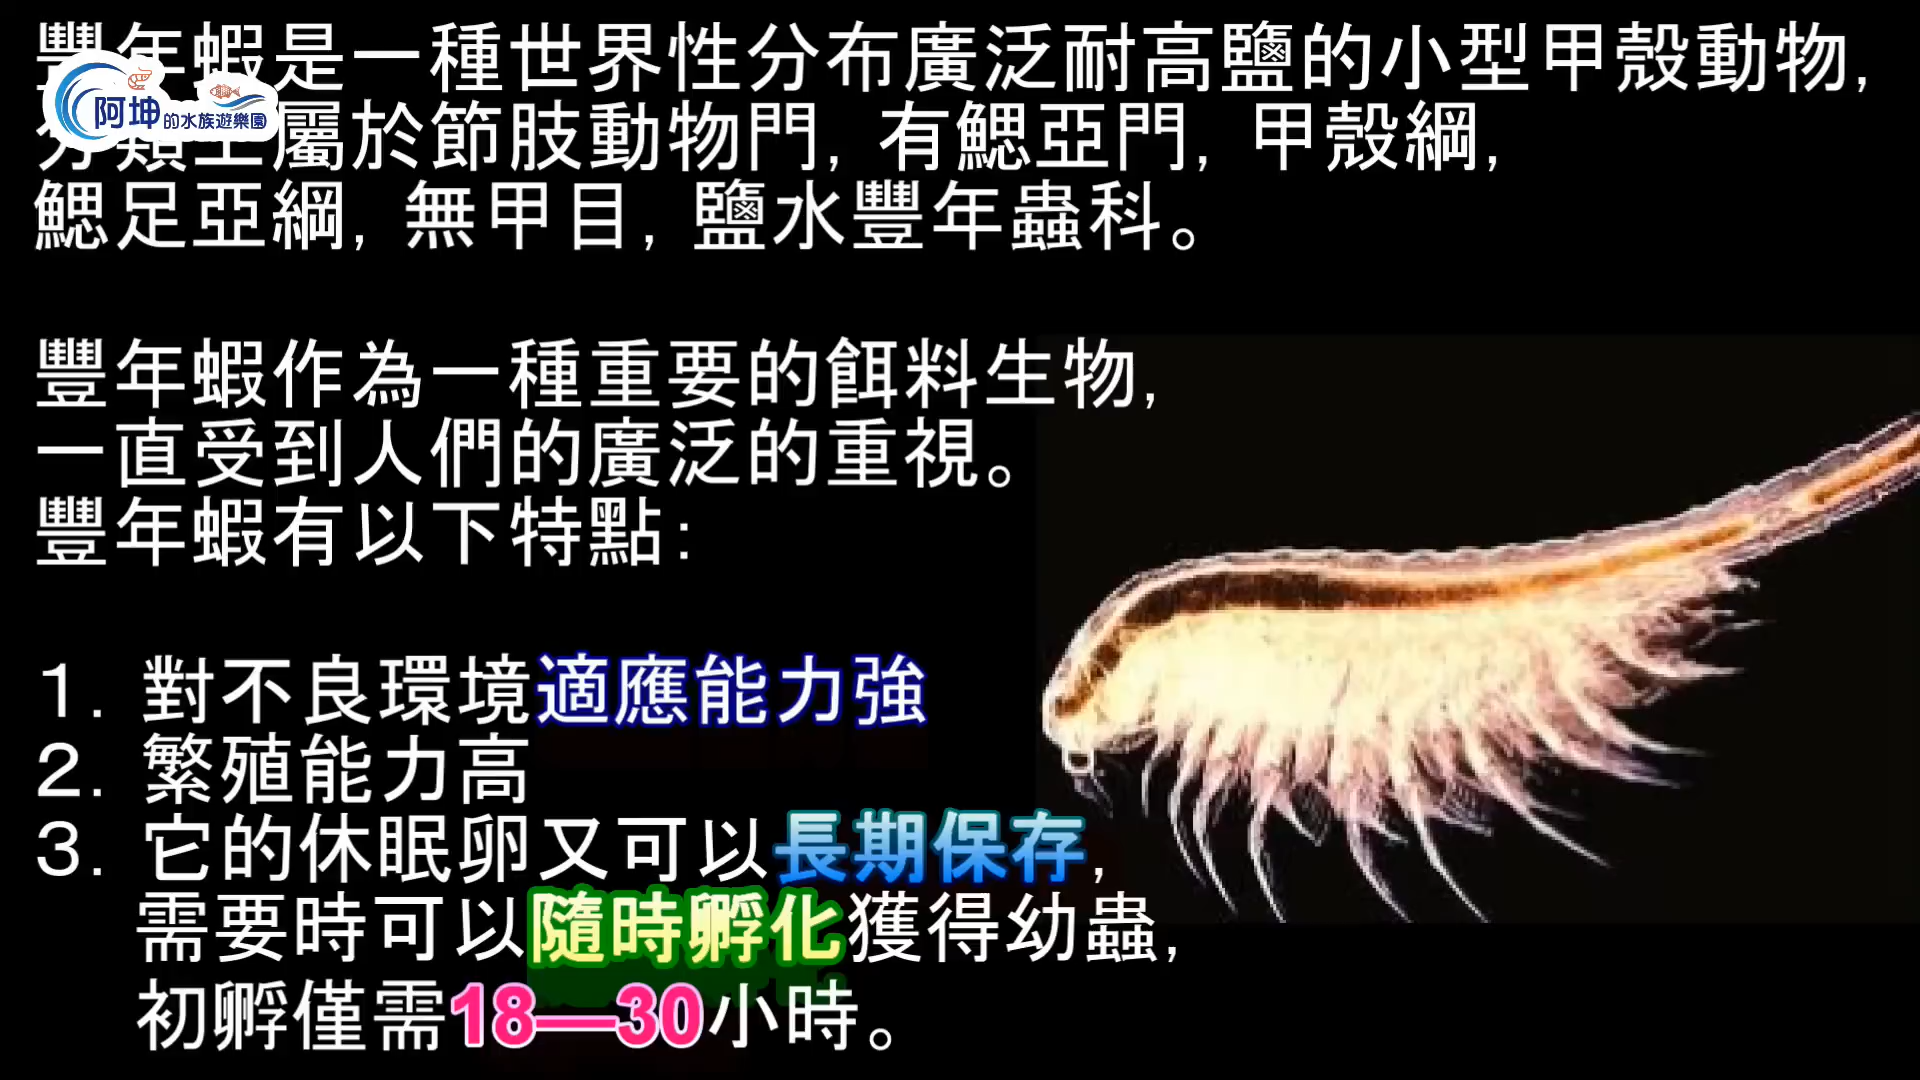 豐年蝦是一種世界性分布廣泛耐高鹽的小型甲殼動物,
阿坤的水族遊樂園
分類上屬於節肢動物門, 有鰓亞門, 甲殼綱,
鰓足亞綱, 無甲目, 鹽水豐年蟲科。
豐年蝦作為一種重要的餌料生物,
一直受到人們的廣泛的重視。
豐年蝦有以下特點:
1. 對不良環境適應能力強
2. 繁殖能力高
3. 它的休眠卵又可以長期保存,
需要時可以隨時孵化獲得幼蟲,
初孵僅需18—30小時。